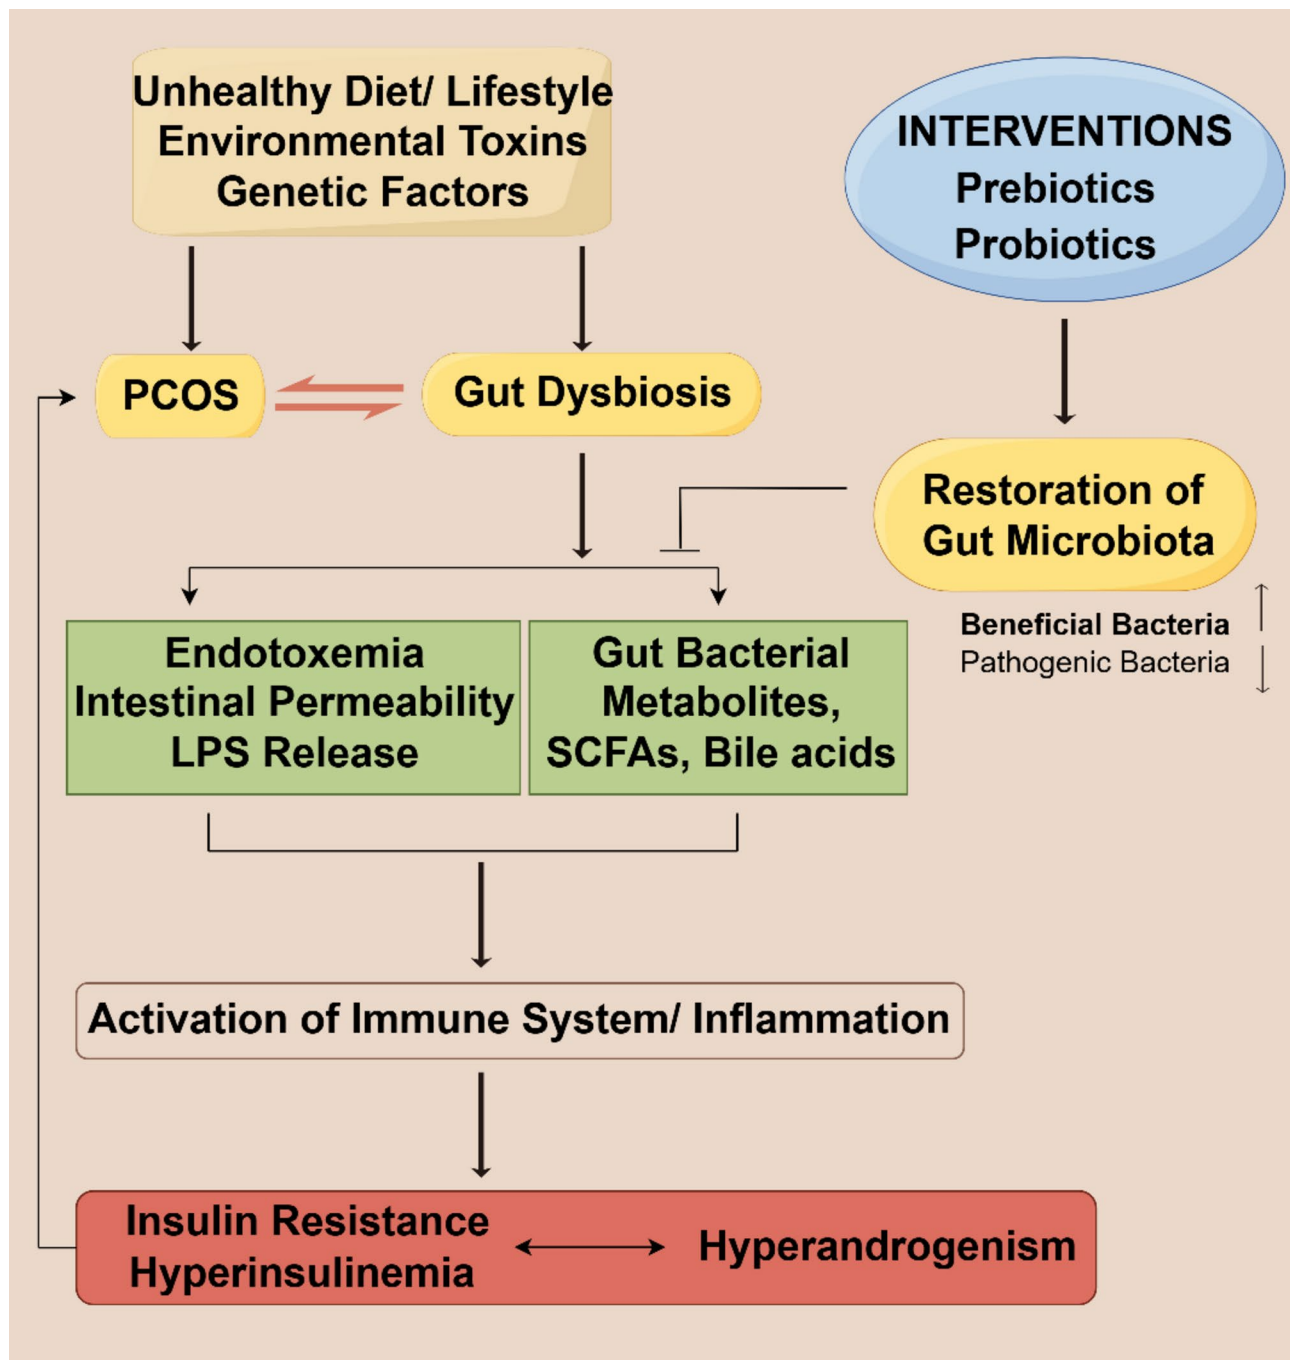 Unhealthy Diet/ Lifestyle
Environmental Toxins
Genetic Factors
INTERVENTIONS
Prebiotics
Probiotics
PCOS
Gut Dysbiosis
Restoration of
Gut Microbiota
Beneficial Bacteria
Pathogenic Bacteria
Endotoxemia
Intestinal Permeability
LPS Release
Gut Bacterial
Metabolites,
SCFAs, Bile acids
Activation of Immune System/ Inflammation
Insulin Resistance
Hyperinsulinemia
Hyperandrogenism